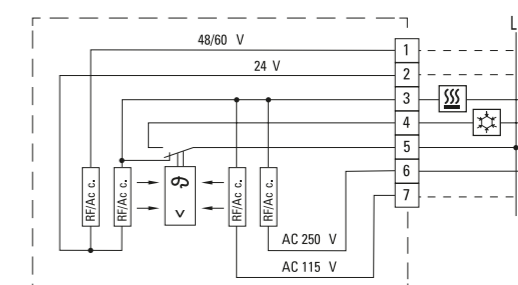 L
48/60 V
1
24 V
2
3
4
5
6
7
RF/Ac c.
RF/Ac c.
ϑ
<
RF/Ac c.
RF/Ac c.
AC 250 V
AC 115 V